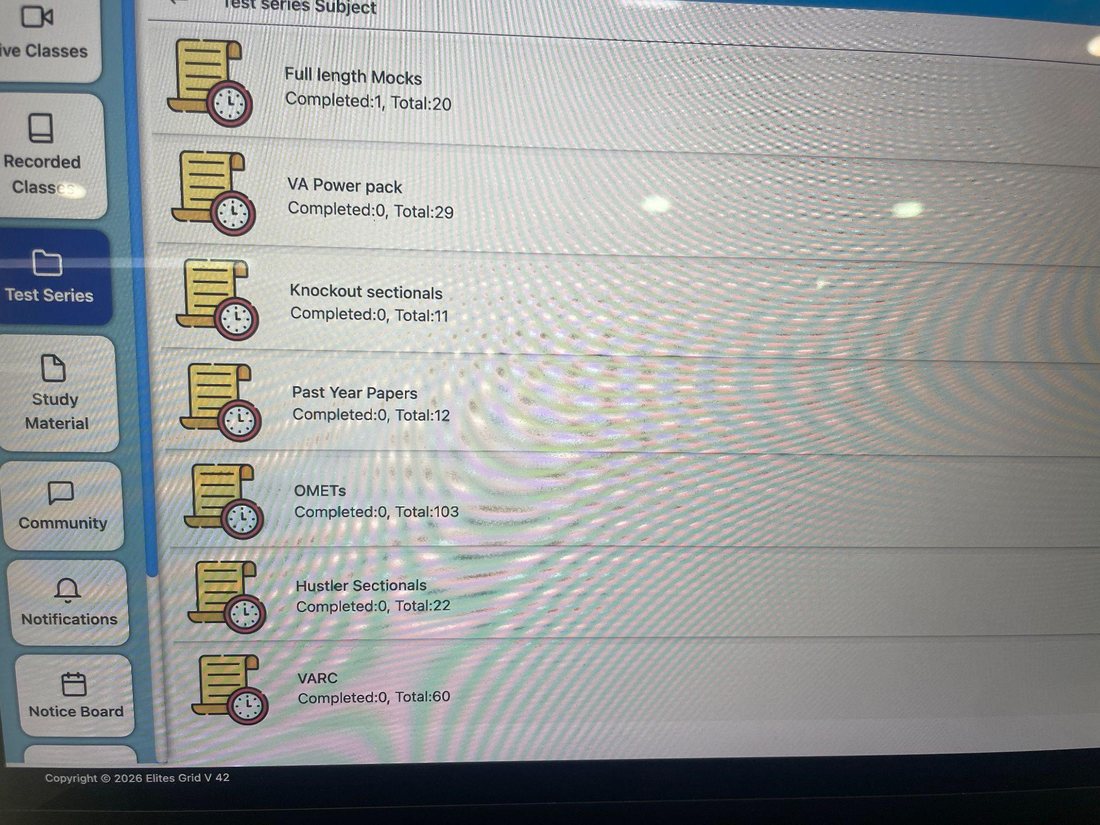 Test series Subject
ive Classes
Recorded
Classes
Test Series
Study
Material
Community
Notifications
Notice Board
Full length Mocks
Completed:1, Total:20
VA Power pack
Completed:0, Total:29
Knockout sectionals
Completed:0, Total:11
Past Year Papers
Completed:0, Total:12
OMETs
Completed:0, Total:103
Hustler Sectionals
Completed:0, Total:22
VARC
Completed:0, Total:60
Copyright © 2026 Elites Grid V 42